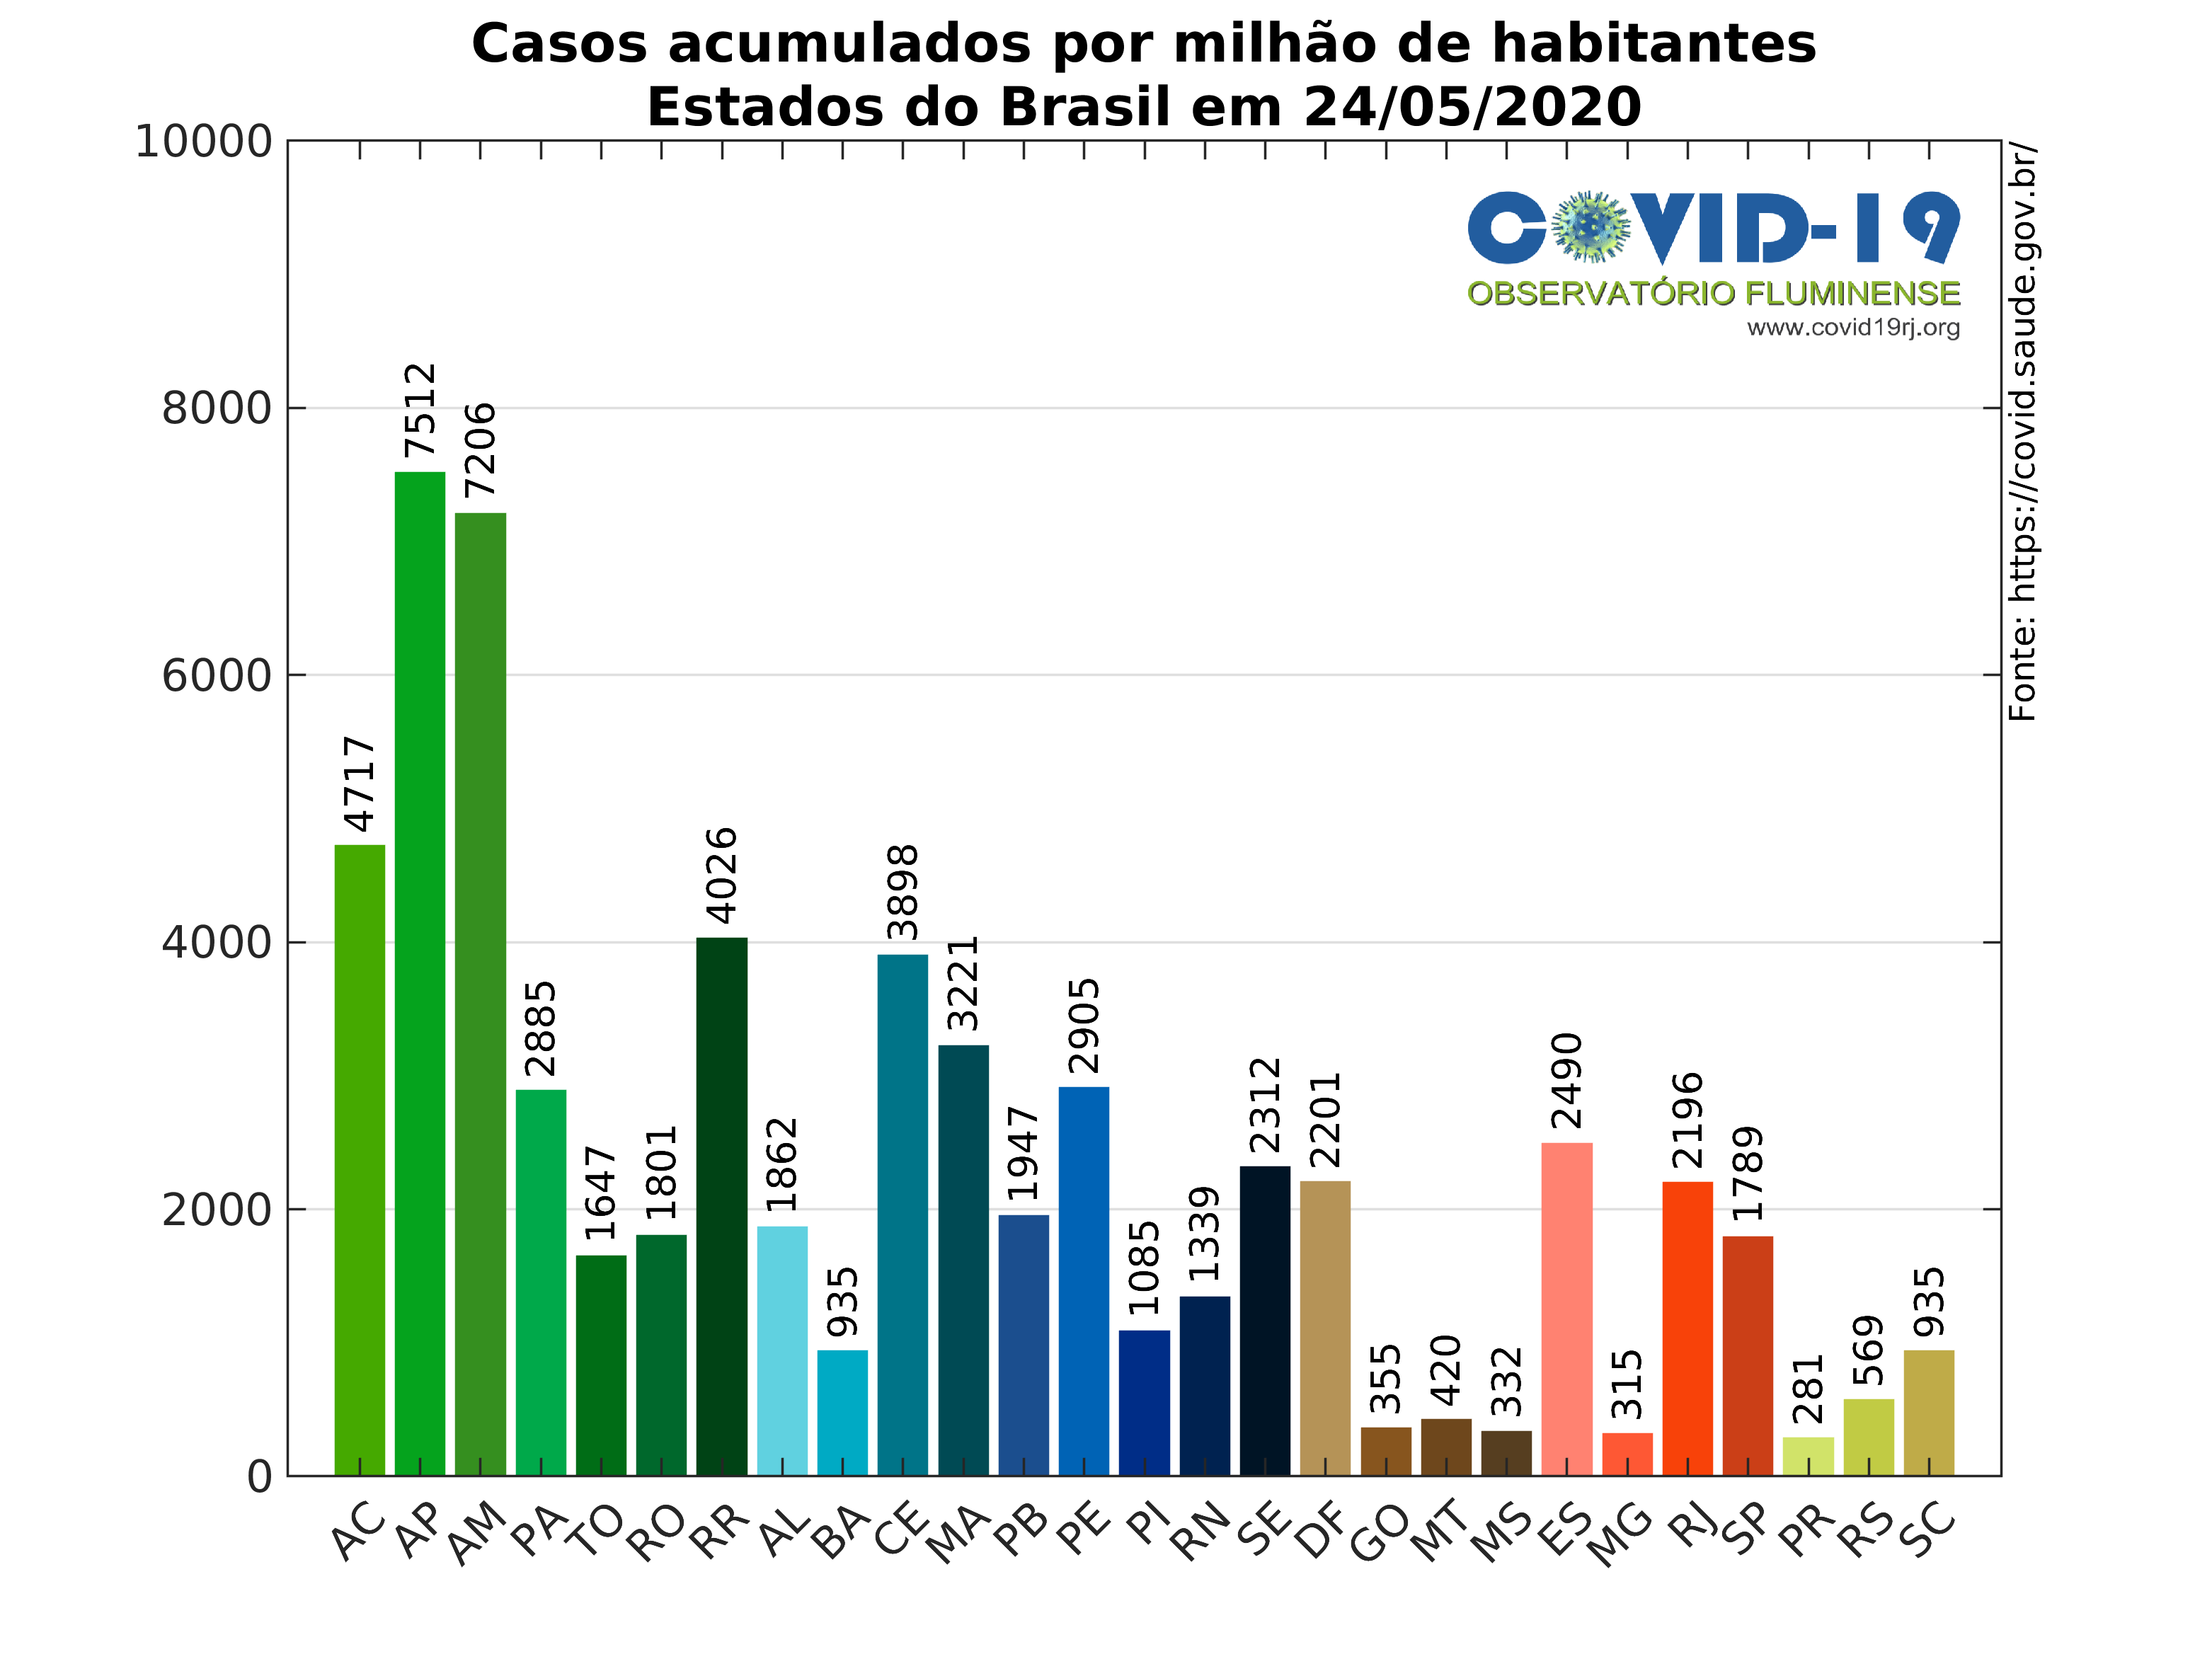 Casos acumulados por milhão de habitantes
Estados do Brasil em 24/05/2020
COVID-19
OBSERVATÓRIO FLUMINENSE
www.covid19rj.org
Fonte: https://covid.saude.gov.br/
10000
8000
6000
4000
2000
0
4717
7512
7206
2885
1647
1801
4026
1862
935
3898
3221
1947
2905
1085
1339
2312
2201
355
420
332
2490
315
2196
1789
281
569
935
AC
AP
AM
PA
TO
RO
RR
AL
BA
CE
MA
PB
PE
PI
RN
SE
DF
GO
MT
MS
ES
MG
RJ
SP
PR
RS
SC